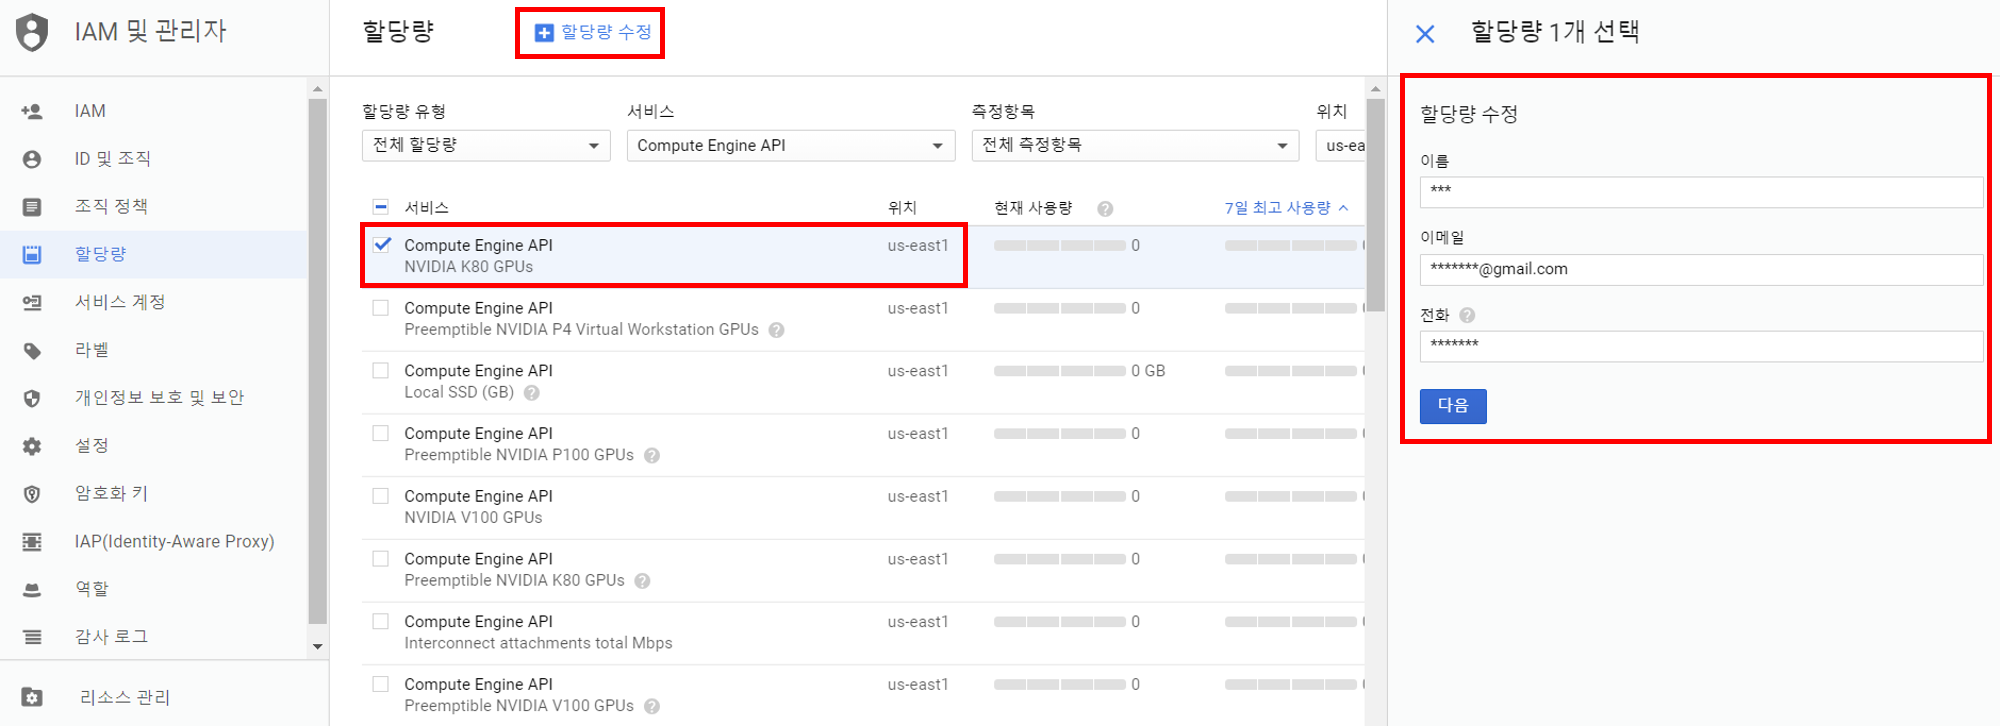 IAM 및 관리자
IAM
ID 및 조직
조직 정책
할당량
서비스 계정
라벨
개인정보 보호 및 보안
설정
암호화 키
IAP(Identity-Aware Proxy)
역할
감사 로그
리소스 관리
할당량
할당량 수정
할당량 유형
서비스
측정항목
위치
전체 할당량
Compute Engine API
전체 측정항목
us-ea
서비스
위치
현재 사용량
7일 최고 사용량
Compute Engine API
NVIDIA K80 GPUs
us-east1
0
Compute Engine API
Preemptible NVIDIA P4 Virtual Workstation GPUs
us-east1
0
Compute Engine API
Local SSD (GB)
us-east1
0 GB
Compute Engine API
Preemptible NVIDIA P100 GPUs
us-east1
0
Compute Engine API
NVIDIA V100 GPUs
us-east1
0
Compute Engine API
Preemptible NVIDIA K80 GPUs
us-east1
0
Compute Engine API
Interconnect attachments total Mbps
us-east1
0
Compute Engine API
Preemptible NVIDIA V100 GPUs
us-east1
0
할당량 1개 선택
할당량 수정
이름
***
이메일
*******@gmail.com
전화
*******
다음